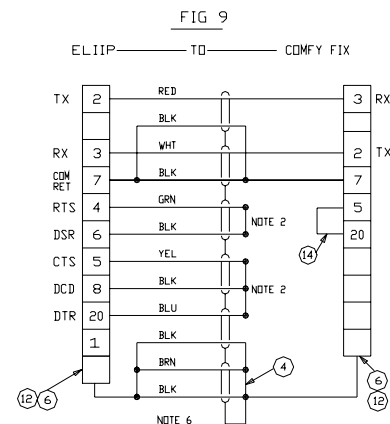 FIG 9
ELIIP TO COMFY FIX
TX 2 RED 3 RX
BLK
RX 3 WHT 2 TX
COM RET 7 BLK 7
RTS 4 GRN 5
DSR 6 BLK NOTE 2 20
CTS 5 YEL 14
DCD 8 BLK NOTE 2
DTR 20 BLU
1 BLK
BRN 4
12 6 BLK 6
12
NOTE 6